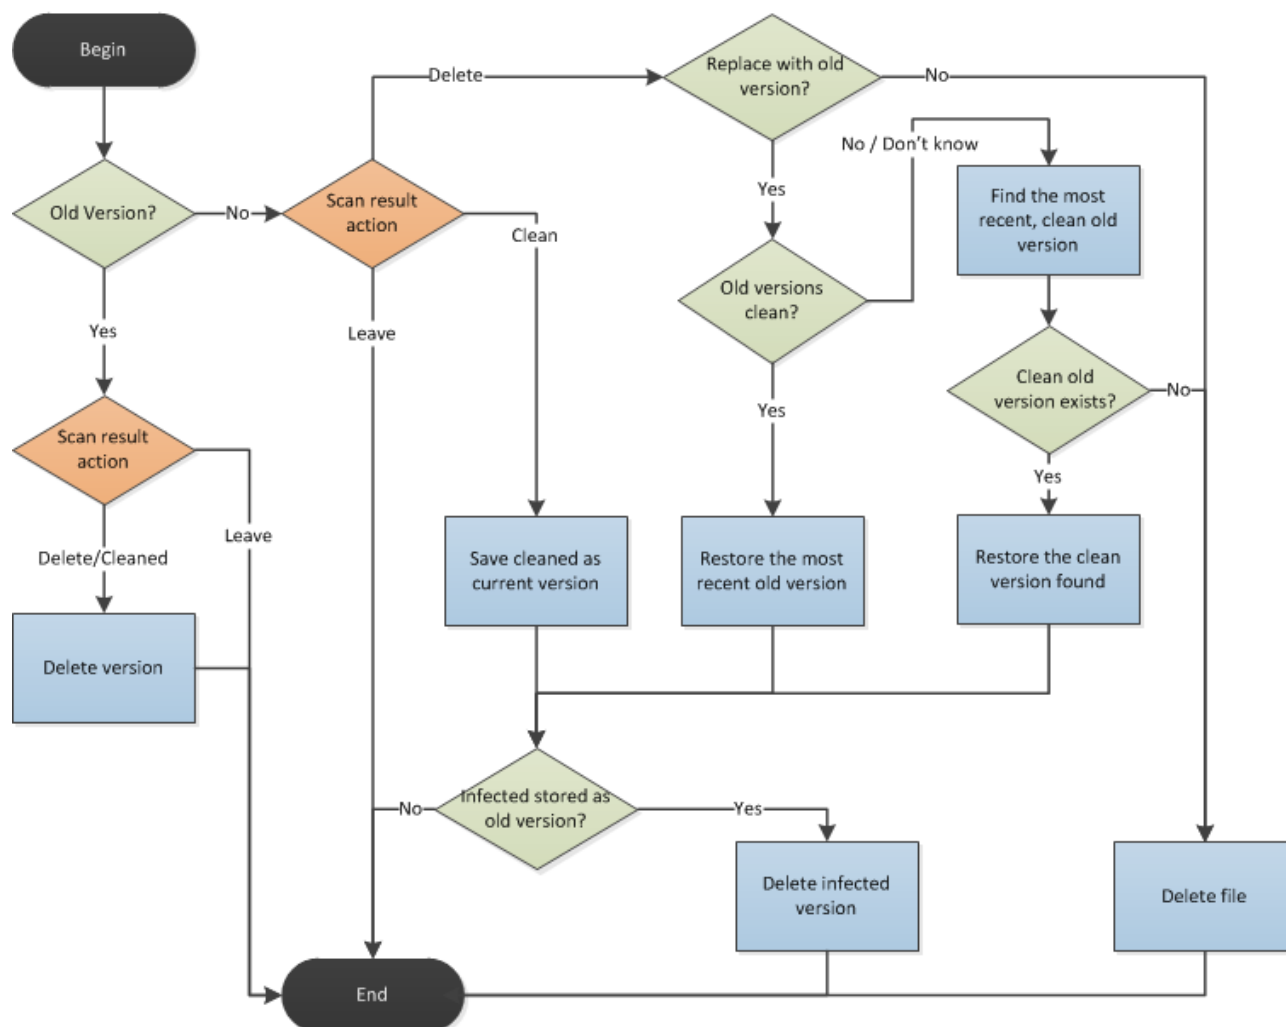 Begin
Delete
Replace with old
version?
No
No / Don't know
Old Version?
No
Scan result
action
Clean
Yes
Find the most
recent, clean old
version
Old versions
clean?
Yes
Leave
Clean old
version exists?
No
Yes
Scan result
action
Yes
Leave
Delete/Cleaned
Save cleaned as
current version
Restore the most
recent old version
Restore the clean
version found
Delete version
No
Infected stored as
old version?
Yes
Delete infected
version
Delete file
End